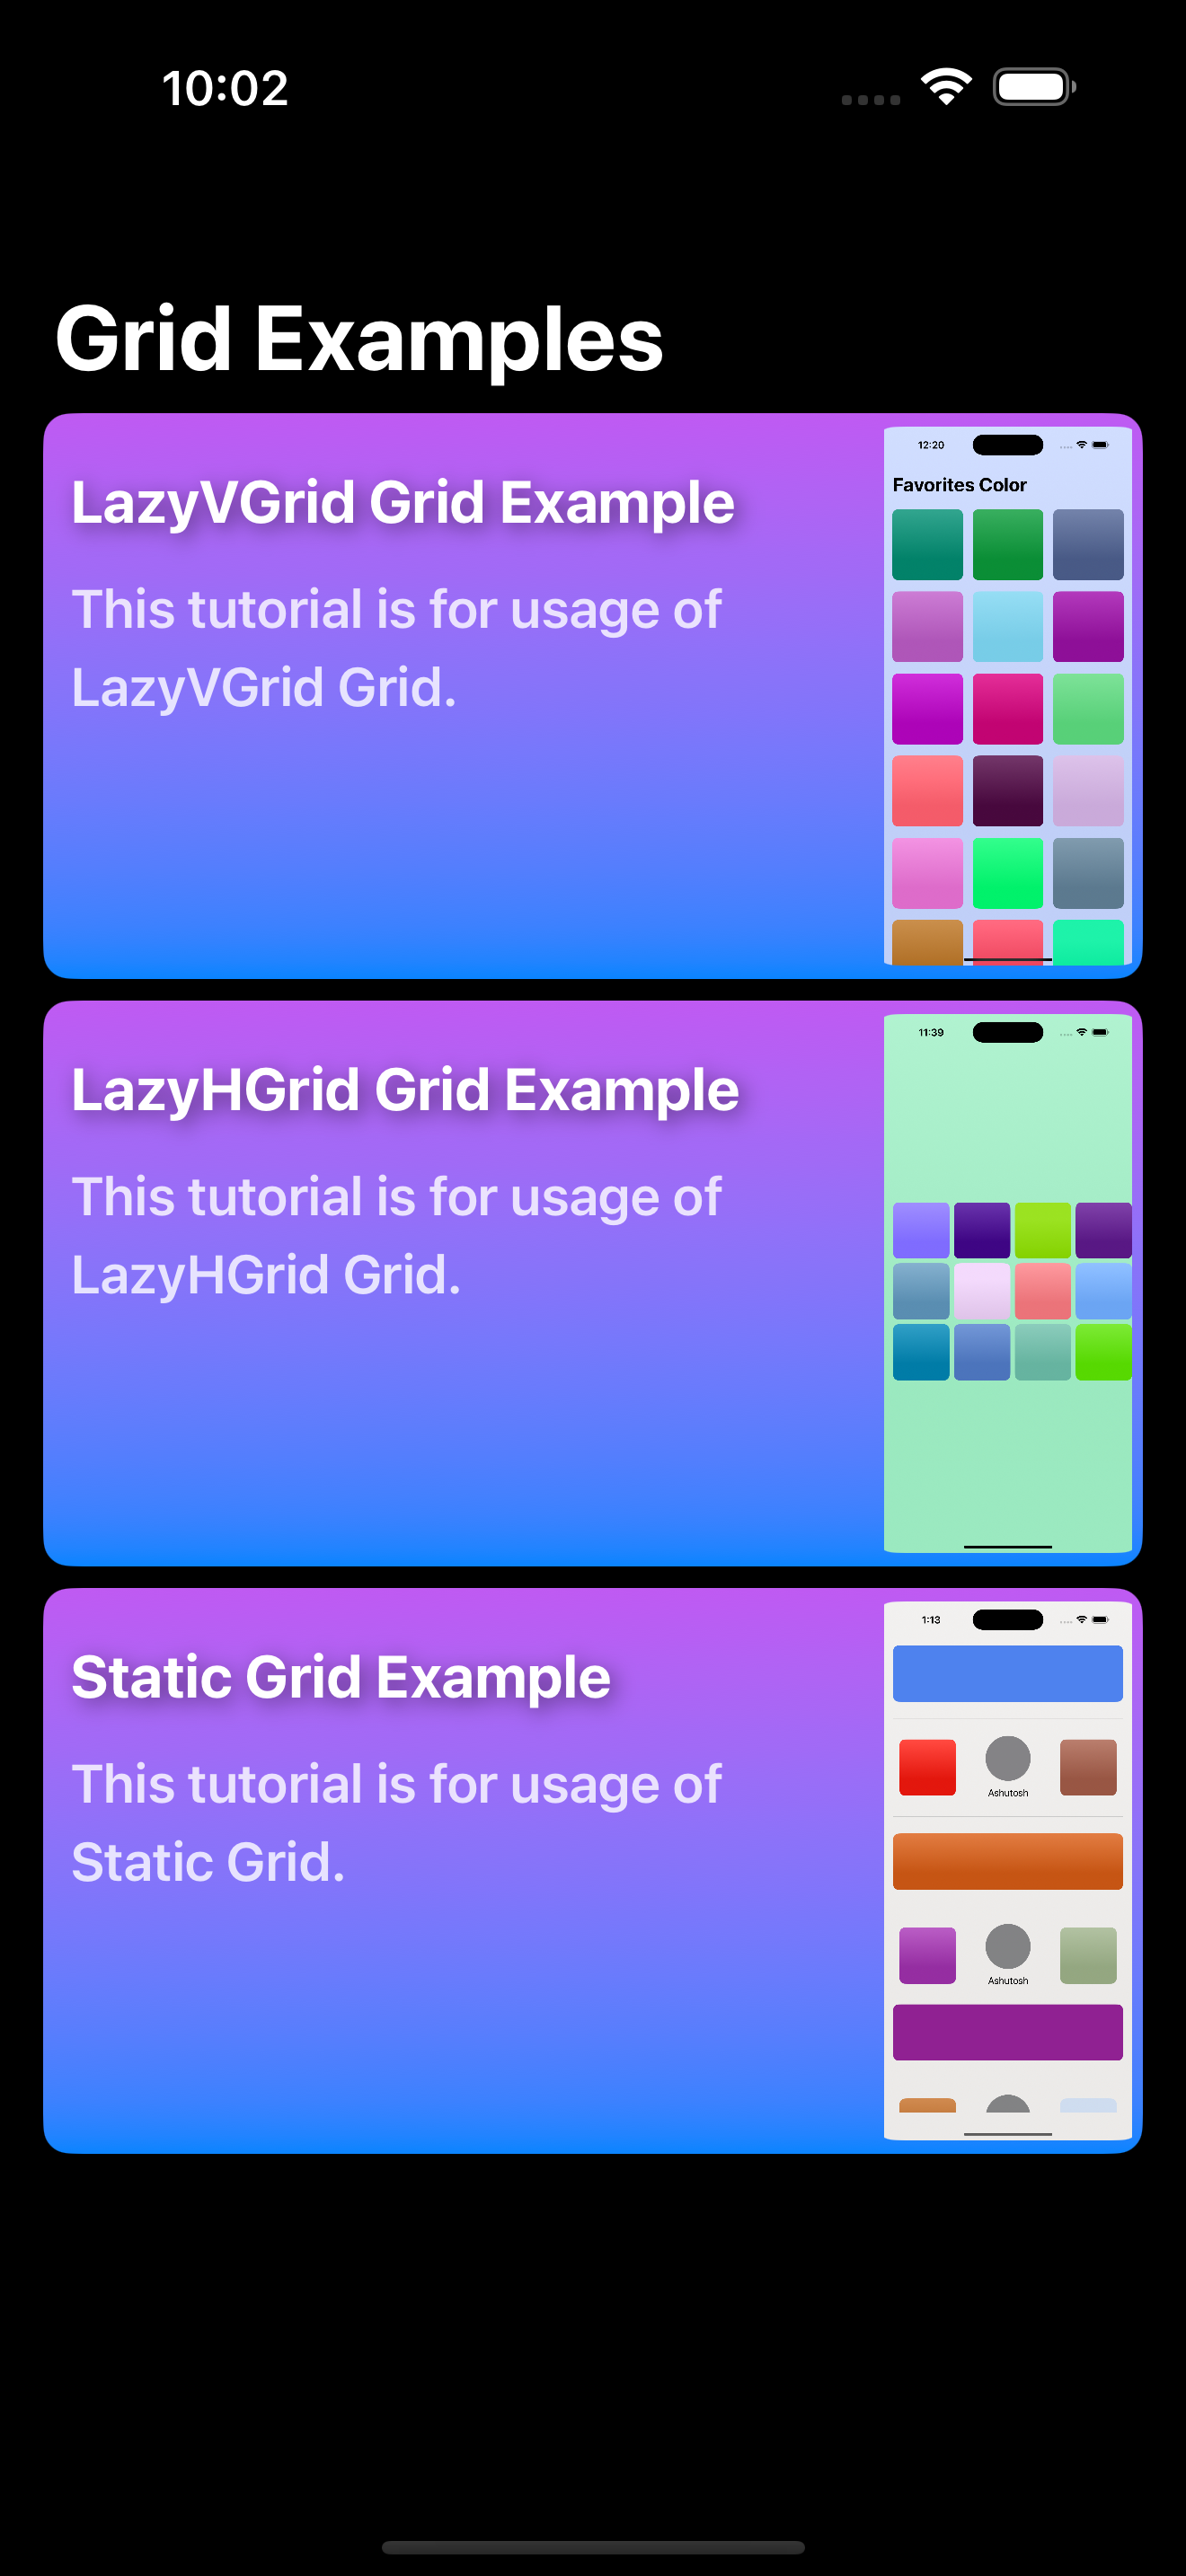 10:02
Grid Examples
LazyVGrid Grid Example
This tutorial is for usage of
LazyVGrid Grid.
12:20
Favorites Color
LazyHGrid Grid Example
This tutorial is for usage of
LazyHGrid Grid.
11:39
Static Grid Example
This tutorial is for usage of
Static Grid.
1:13
Ashutosh
Ashutosh